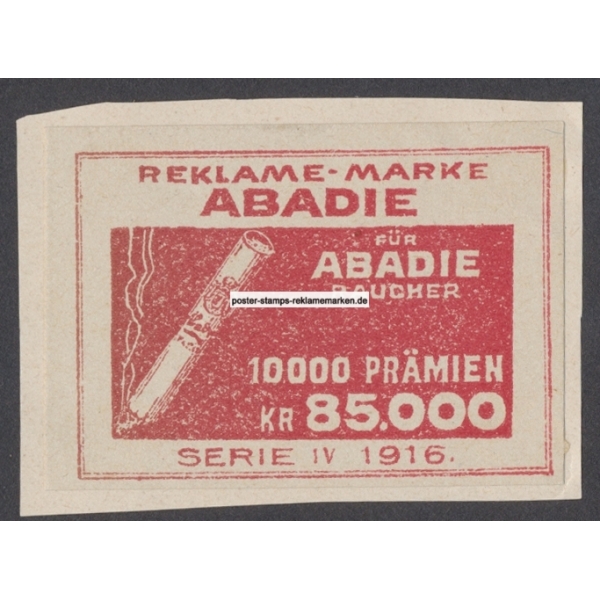 REKLAME-MARKE
ABADIE
FÜR
ABADIE
RAUCHER
poster-stamps-reklamemarken.de
10000 PRÄMIEN
KR 85.000
SERIE IV 1916.